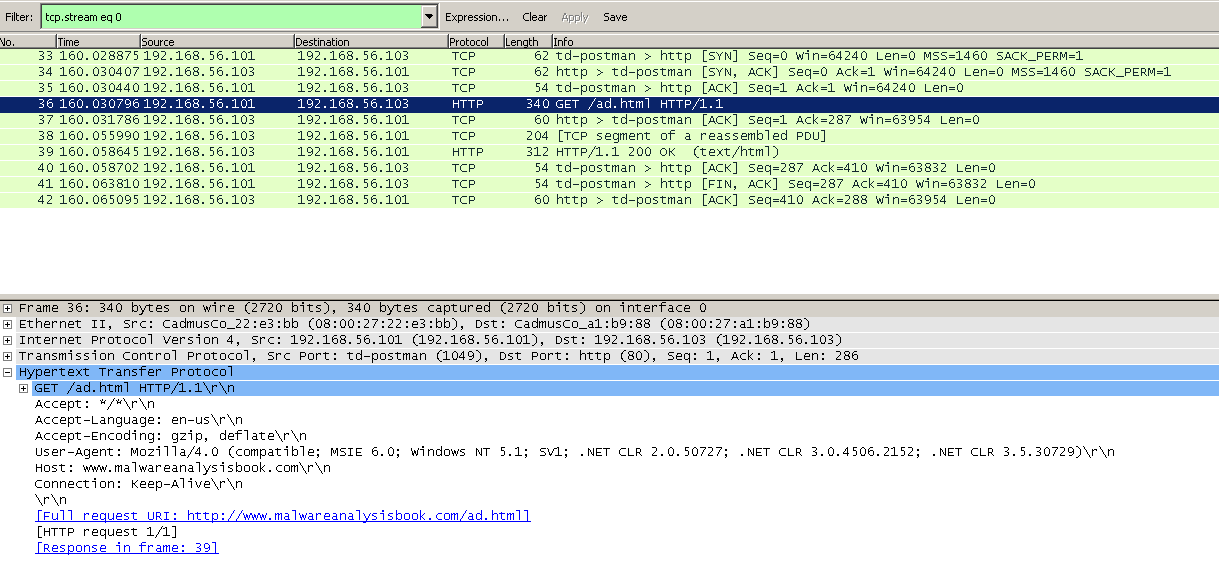 Filter: tcp.stream eq 0 Expression... Clear Apply Save
No. Time Source Destination Protocol Length Info
33 160.028875 192.168.56.101 192.168.56.103 TCP 62 td-postman > http [SYN] Seq=0 Win=64240 Len=0 MSS=1460 SACK_PERM=1
34 160.030407 192.168.56.103 192.168.56.101 TCP 62 http > td-postman [SYN, ACK] Seq=0 Ack=1 Win=64240 Len=0 MSS=1460 SACK_PERM=1
35 160.030440 192.168.56.101 192.168.56.103 TCP 54 td-postman > http [ACK] Seq=1 Ack=1 Win=64240 Len=0
36 160.030796 192.168.56.101 192.168.56.103 HTTP 340 GET /ad.html HTTP/1.1
37 160.031786 192.168.56.103 192.168.56.101 TCP 60 http > td-postman [ACK] Seq=1 Ack=287 Win=63954 Len=0
38 160.055990 192.168.56.103 192.168.56.101 TCP 204 [TCP segment of a reassembled PDU]
39 160.058645 192.168.56.103 192.168.56.101 HTTP 312 HTTP/1.1 200 OK (text/html)
40 160.058702 192.168.56.101 192.168.56.103 TCP 54 td-postman > http [ACK] Seq=287 Ack=410 Win=63832 Len=0
41 160.063810 192.168.56.101 192.168.56.103 TCP 54 td-postman > http [FIN, ACK] Seq=287 Ack=410 Win=63832 Len=0
42 160.065095 192.168.56.103 192.168.56.101 TCP 60 http > td-postman [ACK] Seq=410 Ack=288 Win=63954 Len=0
Frame 36: 340 bytes on wire (2720 bits), 340 bytes captured (2720 bits) on interface 0
Ethernet II, Src: CadmusCo_22:e3:bb (08:00:27:22:e3:bb), Dst: CadmusCo_a1:b9:88 (08:00:27:a1:b9:88)
Internet Protocol Version 4, Src: 192.168.56.101 (192.168.56.101), Dst: 192.168.56.103 (192.168.56.103)
Transmission Control Protocol, Src Port: td-postman (1049), Dst Port: http (80), Seq: 1, Ack: 1, Len: 286
Hypertext Transfer Protocol
GET /ad.html HTTP/1.1\r\n
Accept: */*\r\n
Accept-Language: en-us\r\n
Accept-Encoding: gzip, deflate\r\n
User-Agent: Mozilla/4.0 (compatible; MSIE 6.0; Windows NT 5.1; SV1; .NET CLR 2.0.50727; .NET CLR 3.0.4506.2152; .NET CLR 3.5.30729)\r\n
Host: www.malwareanalysisbook.com\r\n
Connection: Keep-Alive\r\n
\r\n
[Full request URI: http://www.malwareanalysisbook.com/ad.html]
[HTTP request 1/1]
[Response in frame: 39]